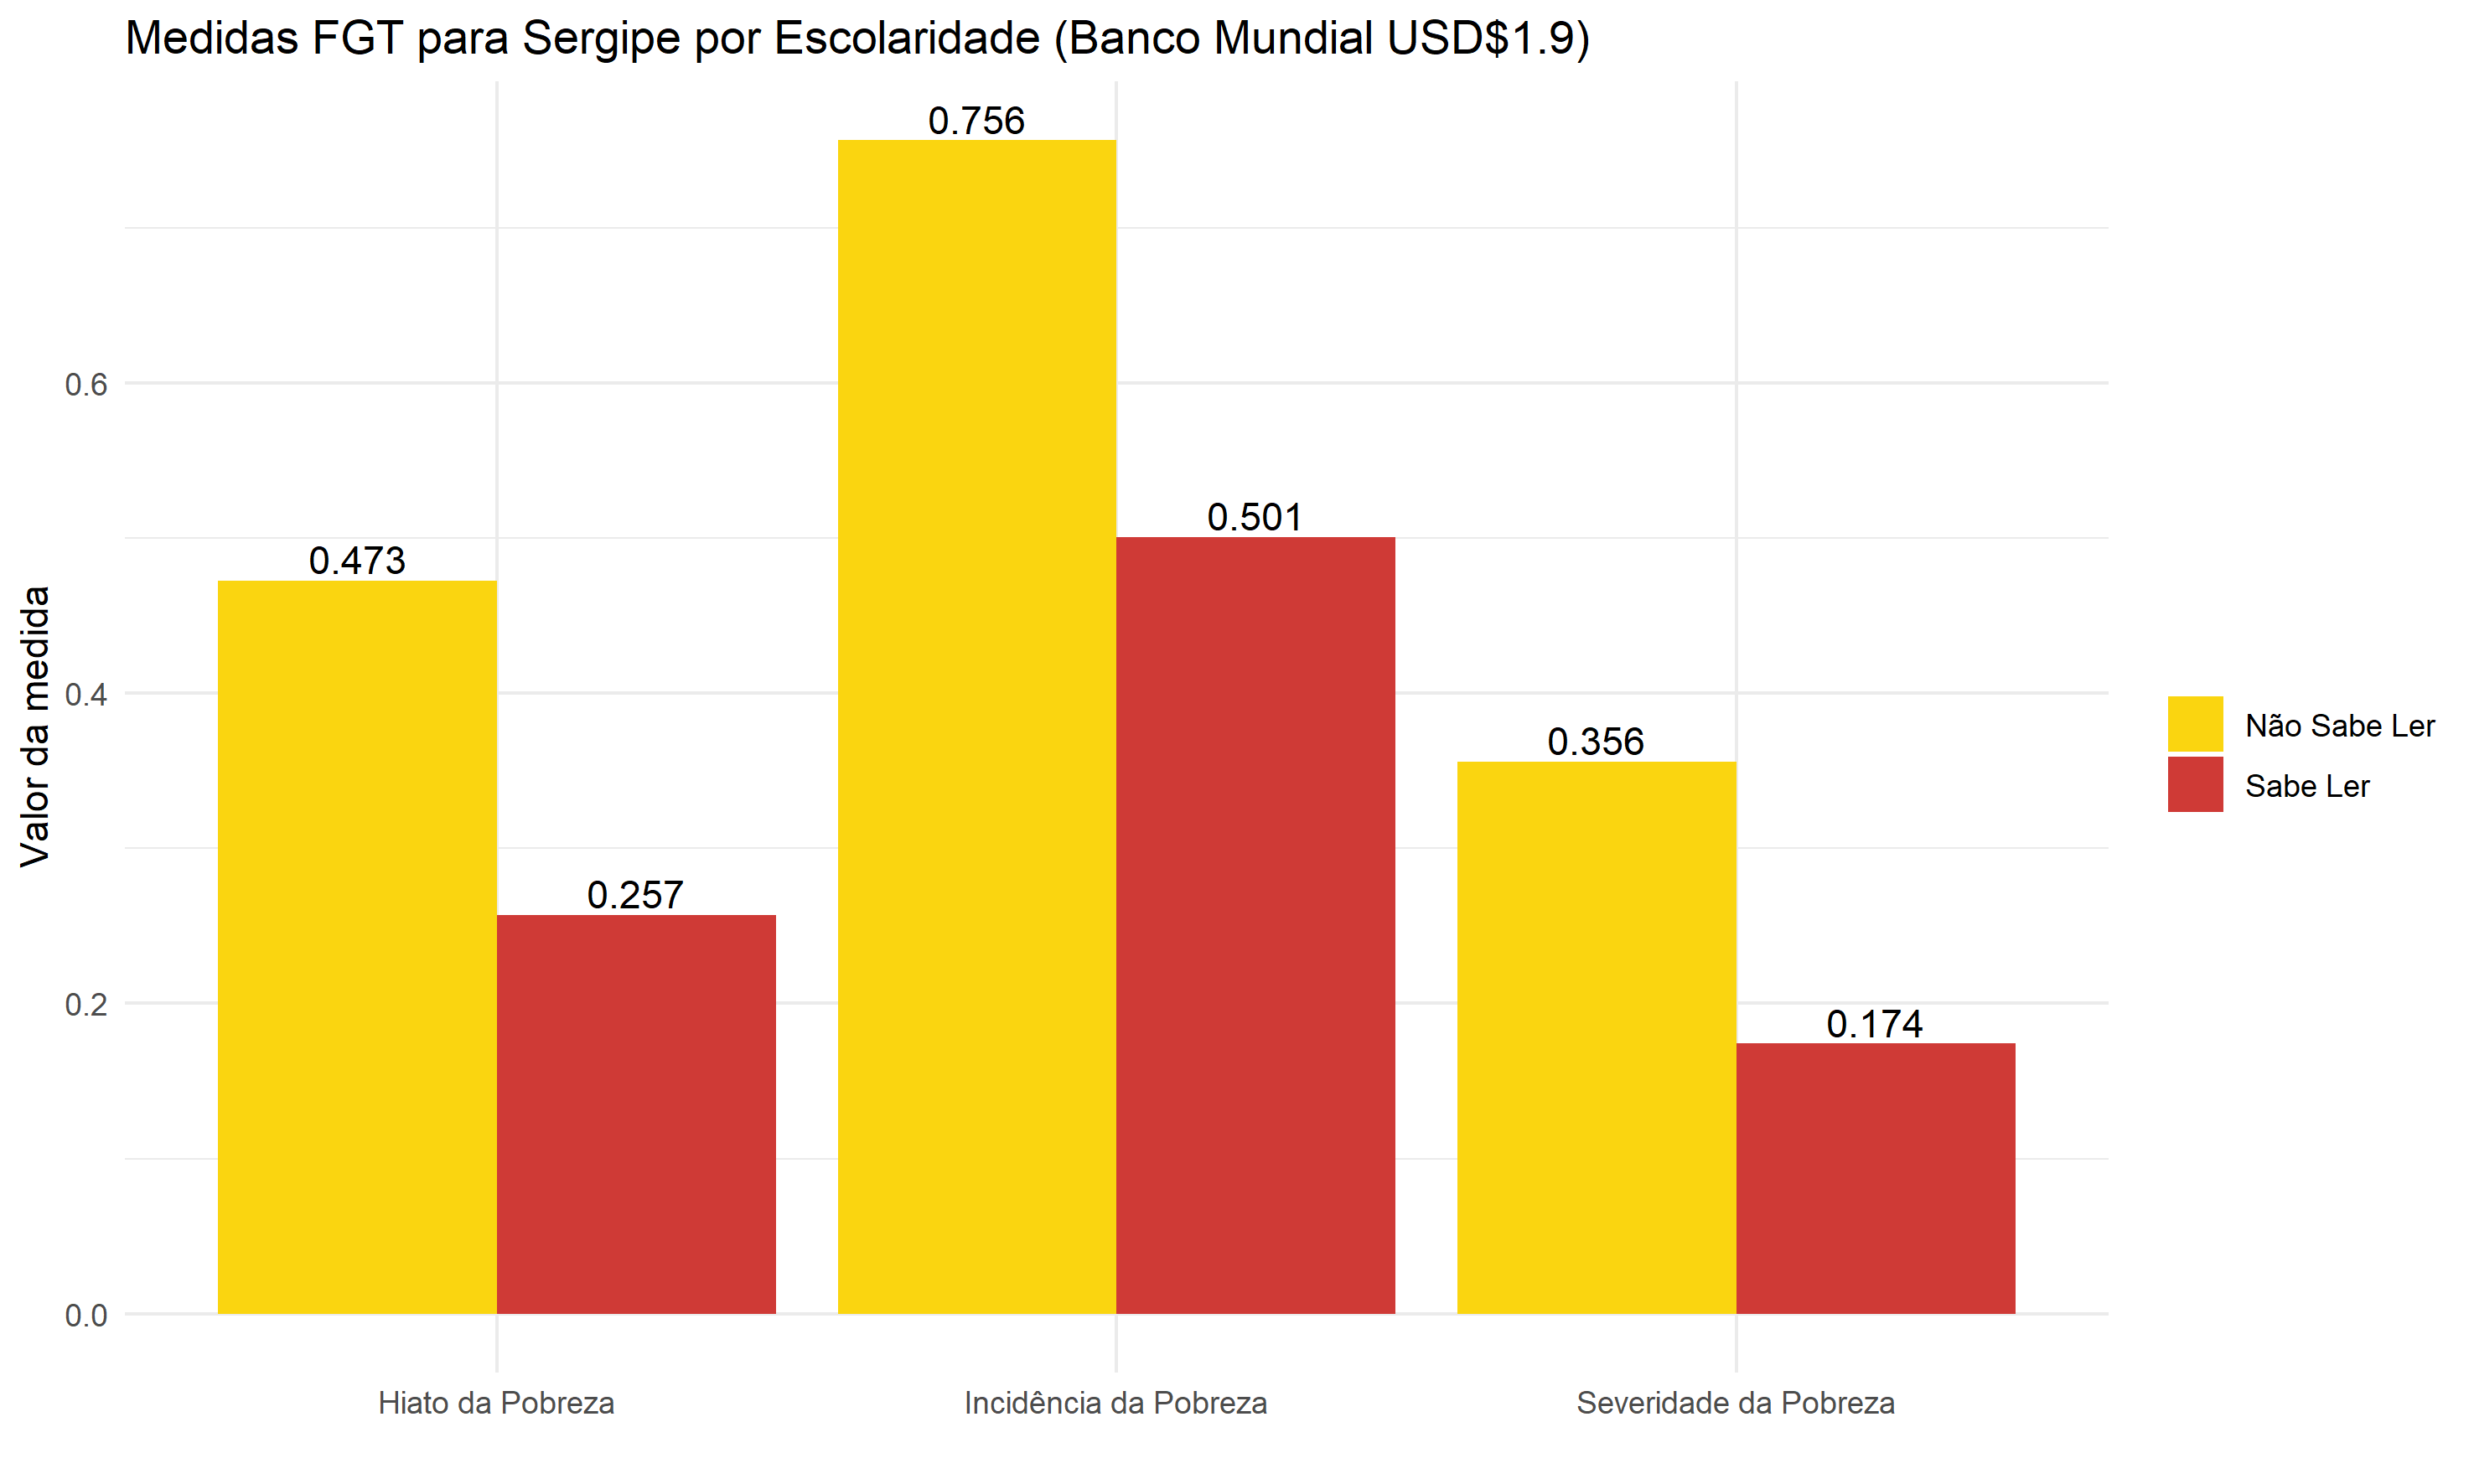 Medidas FGT para Sergipe por Escolaridade (Banco Mundial USD$1.9)
Valor da medida
0.6
0.4
0.2
0.0
0.473
0.257
0.756
0.501
0.356
0.174
Hiato da Pobreza
Incidência da Pobreza
Severidade da Pobreza
Não Sabe Ler
Sabe Ler